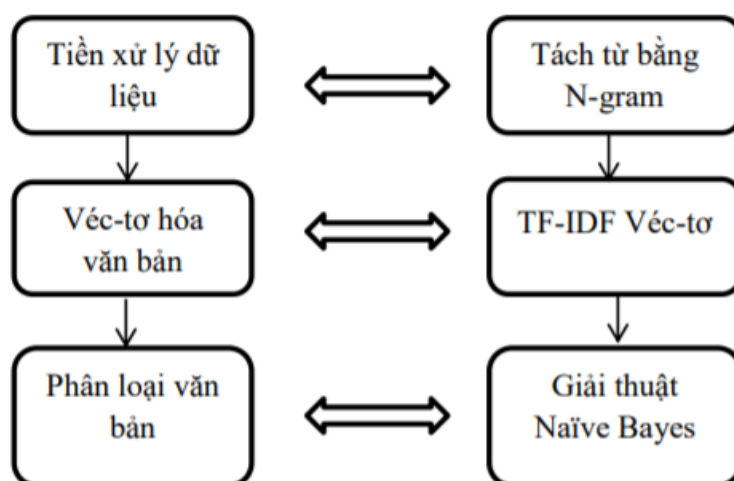 Tiền xử lý dữ
liệu
Tách từ bằng
N-gram
Véc-tơ hóa
văn bản
TF-IDF Véc-tơ
Phân loại văn
bản
Giải thuật
Naïve Bayes